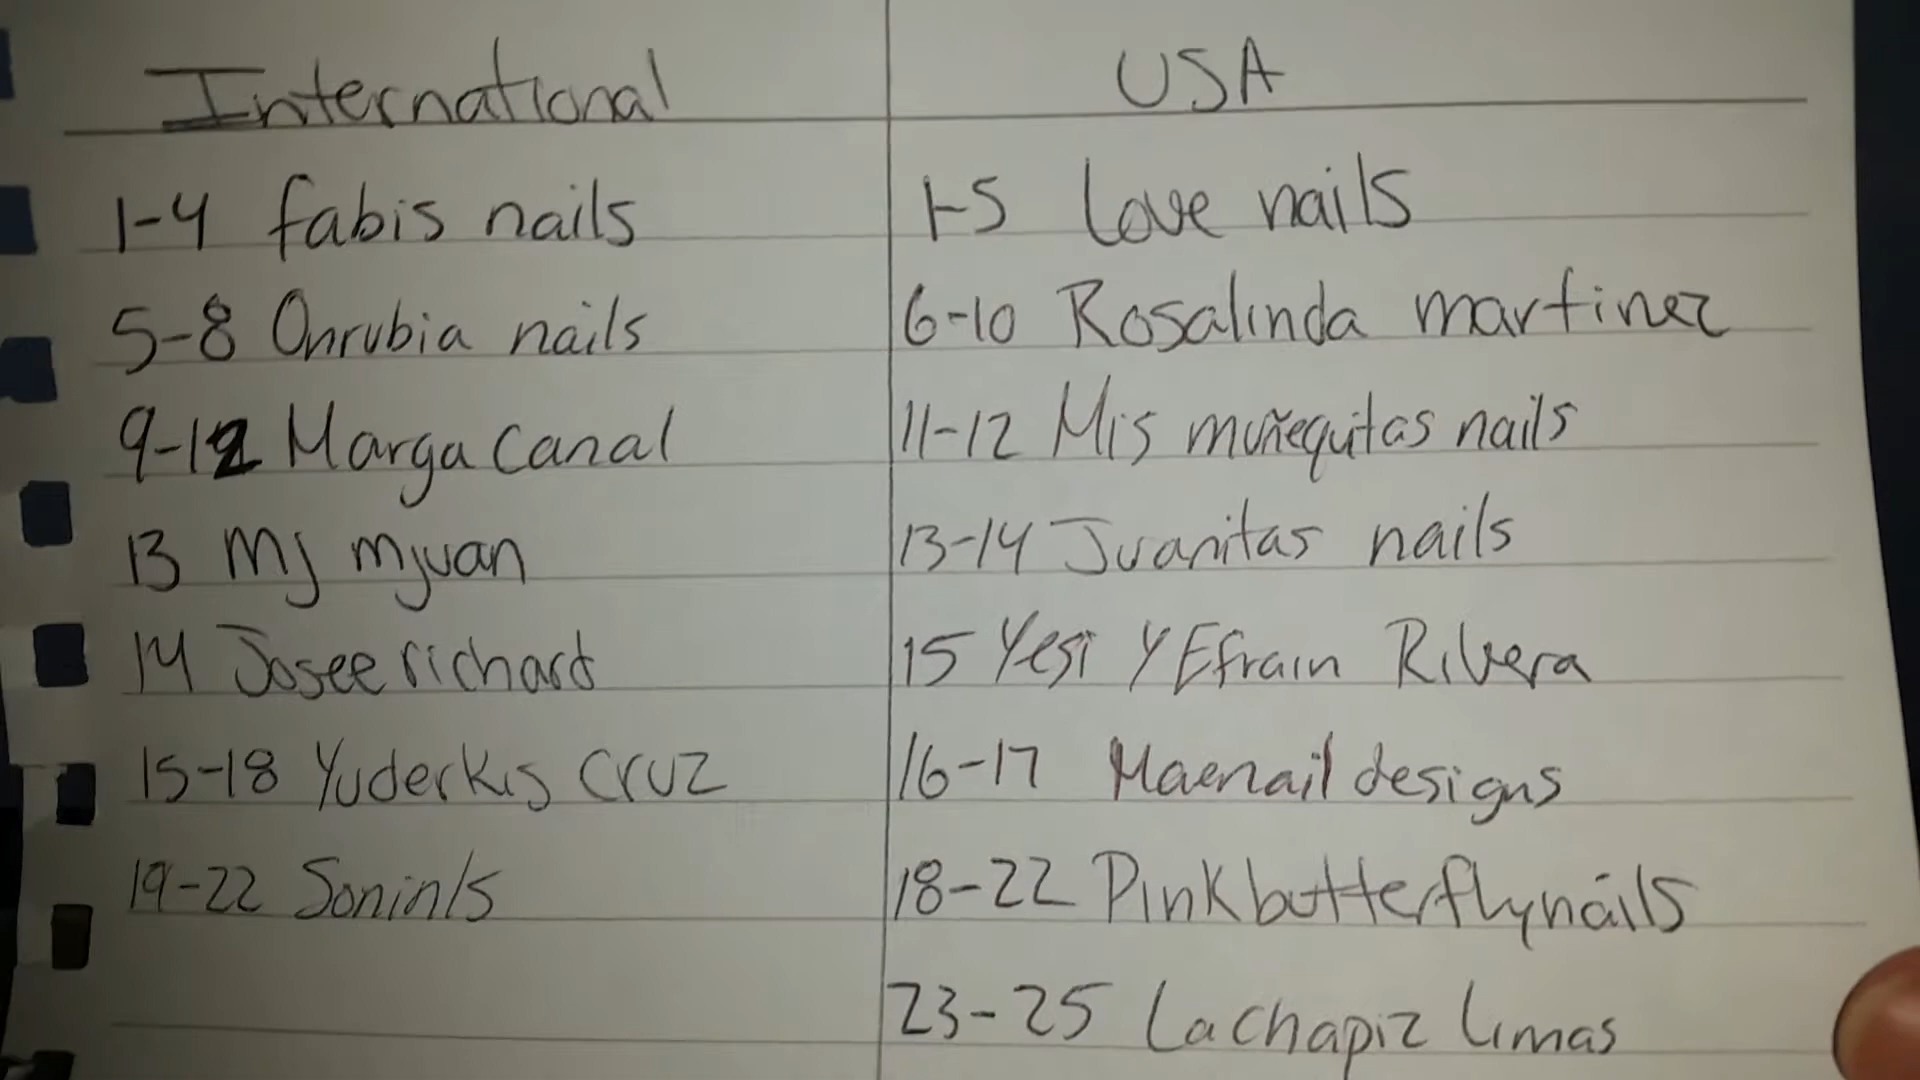 International
1-4 fabis nails
5-8 Onrubia nails
9-12 Marga Canal
13 Mj mjuan
14 Josee richard
15-18 Yuderkis Cruz
19-22 Soninls
USA
1-5 Love nails
6-10 Rosalinda martinez
11-12 Mis muñequitas nails
13-14 Juanitas nails
15 Yesi Y Efrain Rivera
16-17 Maenail designs
18-22 Pinkbutterflynails
23-25 Lachapiz limas